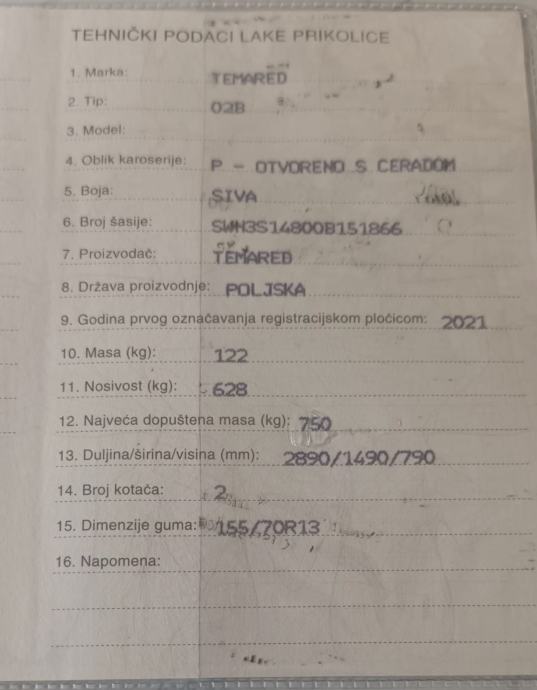 TEHNIČKI PODACI LAKE PRIKOLICE
1. Marka: TEMARED
2. Tip: 02B
3. Model:
4. Oblik karoserije: P - OTVORENO S CERADOM
5. Boja: SIVA
6. Broj šasije: SWN3S14800B151866
7. Proizvođač: TEMARED
8. Država proizvodnje: POLJSKA
9. Godina prvog označavanja registracijskom pločicom: 2021
10. Masa (kg): 122
11. Nosivost (kg): 628
12. Najveća dopuštena masa (kg): 750
13. Duljina/širina/visina (mm): 2890/1490/790
14. Broj kotača: 2
15. Dimenzije guma: 155/70R13
16. Napomena: